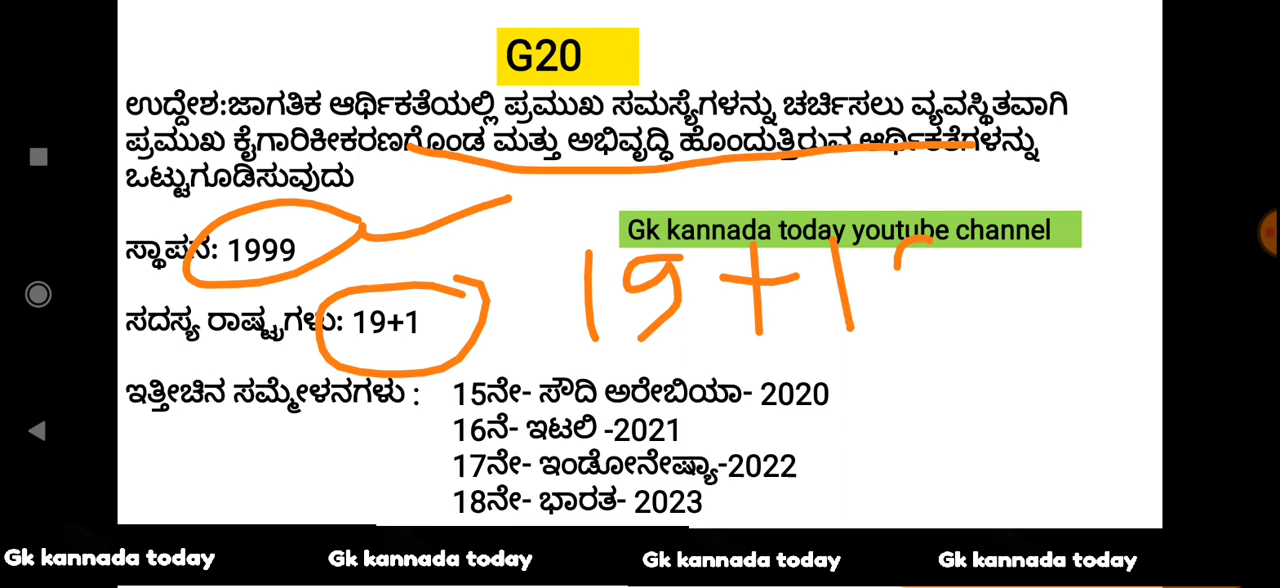 G20
ಉದ್ದೇಶ:ಜಾಗತಿಕ ಆರ್ಥಿಕತೆಯಲ್ಲಿ ಪ್ರಮುಖ ಸಮಸ್ಯೆಗಳನ್ನು ಚರ್ಚಿಸಲು ವ್ಯವಸ್ಥಿತವಾಗಿ
ಪ್ರಮುಖ ಕೈಗಾರಿಕೀಕರಣಗೊಂಡ ಮತ್ತು ಅಭಿವೃದ್ಧಿ ಹೊಂದುತ್ತಿರುವ ಆರ್ಥಿಕತೆಗಳನ್ನು
ಒಟ್ಟುಗೂಡಿಸುವುದು
Gk kannada today youtube channel
ಸ್ಥಾಪನೆ: 1999
19+1
ಸದಸ್ಯ ರಾಷ್ಟ್ರಗಳು: 19+1
ಇತ್ತೀಚಿನ ಸಮ್ಮೇಳನಗಳು : 15ನೇ- ಸೌದಿ ಅರೇಬಿಯಾ- 2020
16ನೆ- ಇಟಲಿ -2021
17ನೇ- ಇಂಡೋನೇಷ್ಯಾ-2022
18ನೇ- ಭಾರತ- 2023
Gk kannada today Gk kannada today Gk kannada today Gk kannada today